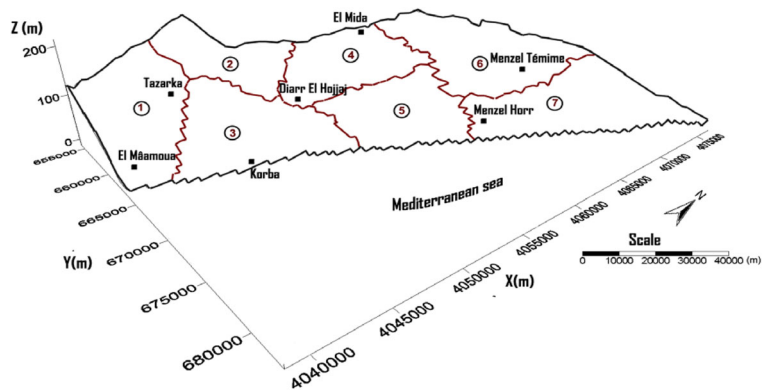 El Mida
Z (m)
200
2
4
6
Menzel Témime
Tazarka
Diarr El Hojjaj
100
1
5
7
3
Menzel Horr
0
El Mâamoua
Korba
655000
660000
665000
670000
675000
680000
Y(m)
Mediterranean sea
4075000
4070000
4065000
4060000
4055000
4050000
4045000
4040000
X(m)
N
Scale
0 10000 20000 30000 40000 (m)